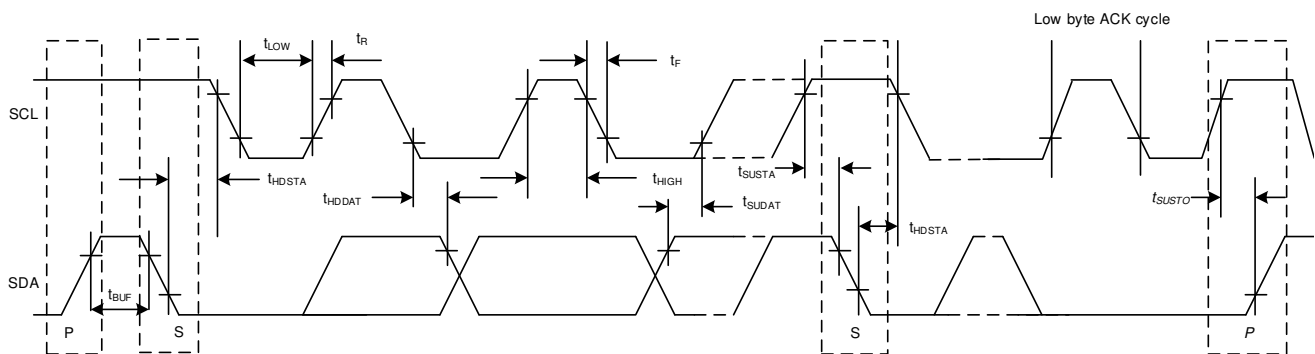 Low byte ACK cycle
tLOW
tR
tF
SCL
tHDSTA
tHDDAT
tHIGH
tSUDAT
tSUSTA
tSUSTO
tHDSTA
SDA
tBUF
P
S
S
P